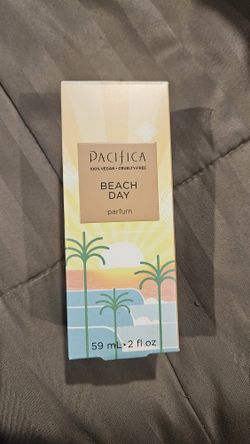 PACIFICA
100% VEGAN • CRUELTY-FREE
BEACH
DAY
parfum
59 mL • 2 fl oz